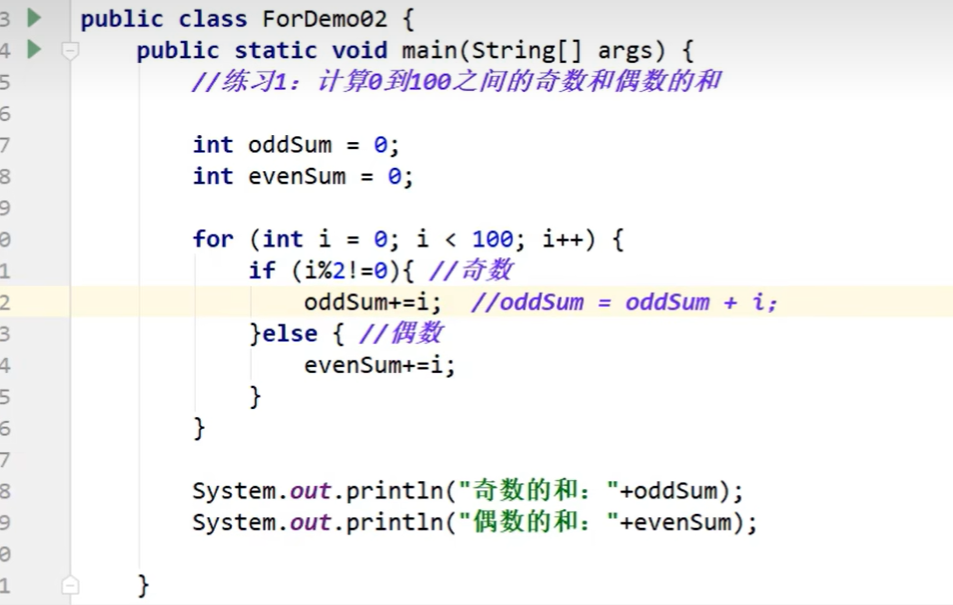 3 public class ForDemo02 {
4 public static void main(String[] args) {
5 //练习1：计算0到100之间的奇数和偶数的和
6
7 int oddSum = 0;
8 int evenSum = 0;
9
0 for (int i = 0; i < 100; i++) {
1 if (i%2!=0){ //奇数
2 oddSum+=i; //oddSum = oddSum + i;
3 }else { //偶数
4 evenSum+=i;
5 }
6 }
7
8 System.out.println("奇数的和："+oddSum);
9 System.out.println("偶数的和："+evenSum);
0
1 }